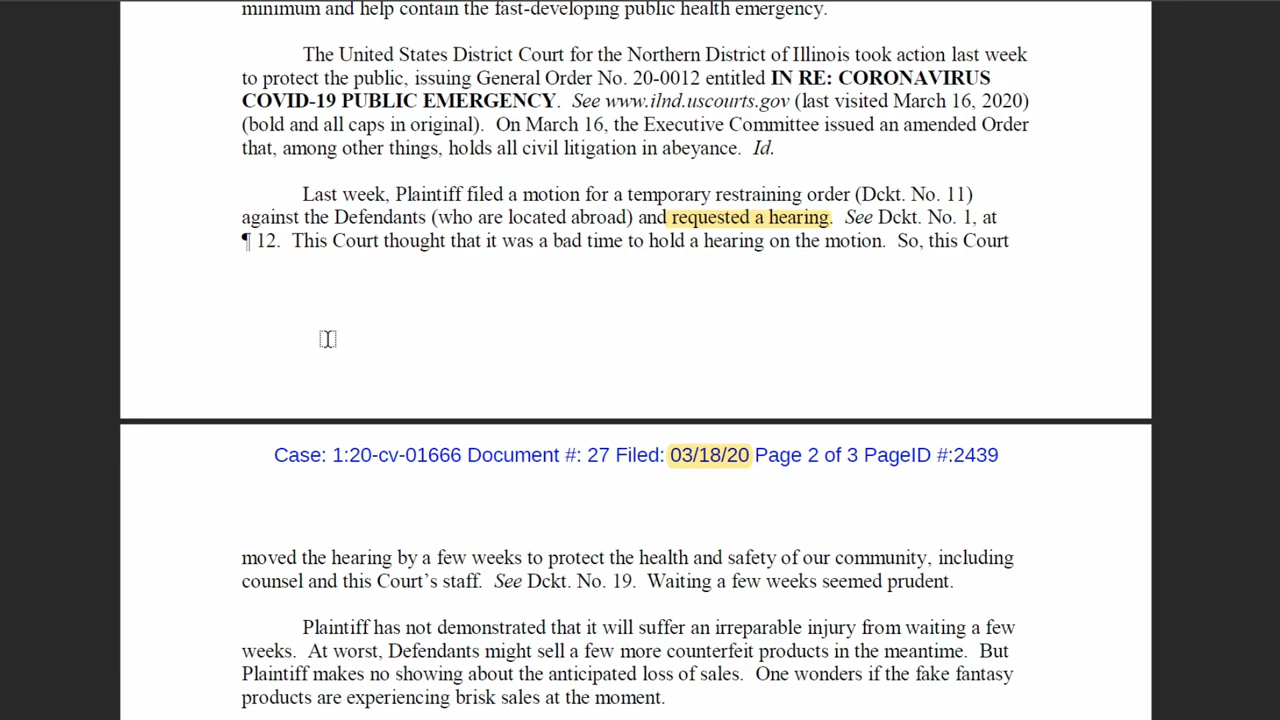 minimum and help contain the fast-developing public health emergency.
The United States District Court for the Northern District of Illinois took action last week
to protect the public, issuing General Order No. 20-0012 entitled IN RE: CORONAVIRUS
COVID-19 PUBLIC EMERGENCY. See www.ilnd.uscourts.gov (last visited March 16, 2020)
(bold and all caps in original). On March 16, the Executive Committee issued an amended Order
that, among other things, holds all civil litigation in abeyance. Id.
Last week, Plaintiff filed a motion for a temporary restraining order (Dckt. No. 11)
against the Defendants (who are located abroad) and requested a hearing. See Dckt. No. 1, at
¶ 12. This Court thought that it was a bad time to hold a hearing on the motion. So, this Court
Case: 1:20-cv-01666 Document #: 27 Filed: 03/18/20 Page 2 of 3 PageID #:2439
moved the hearing by a few weeks to protect the health and safety of our community, including
counsel and this Court's staff. See Dckt. No. 19. Waiting a few weeks seemed prudent.
Plaintiff has not demonstrated that it will suffer an irreparable injury from waiting a few
weeks. At worst, Defendants might sell a few more counterfeit products in the meantime. But
Plaintiff makes no showing about the anticipated loss of sales. One wonders if the fake fantasy
products are experiencing brisk sales at the moment.